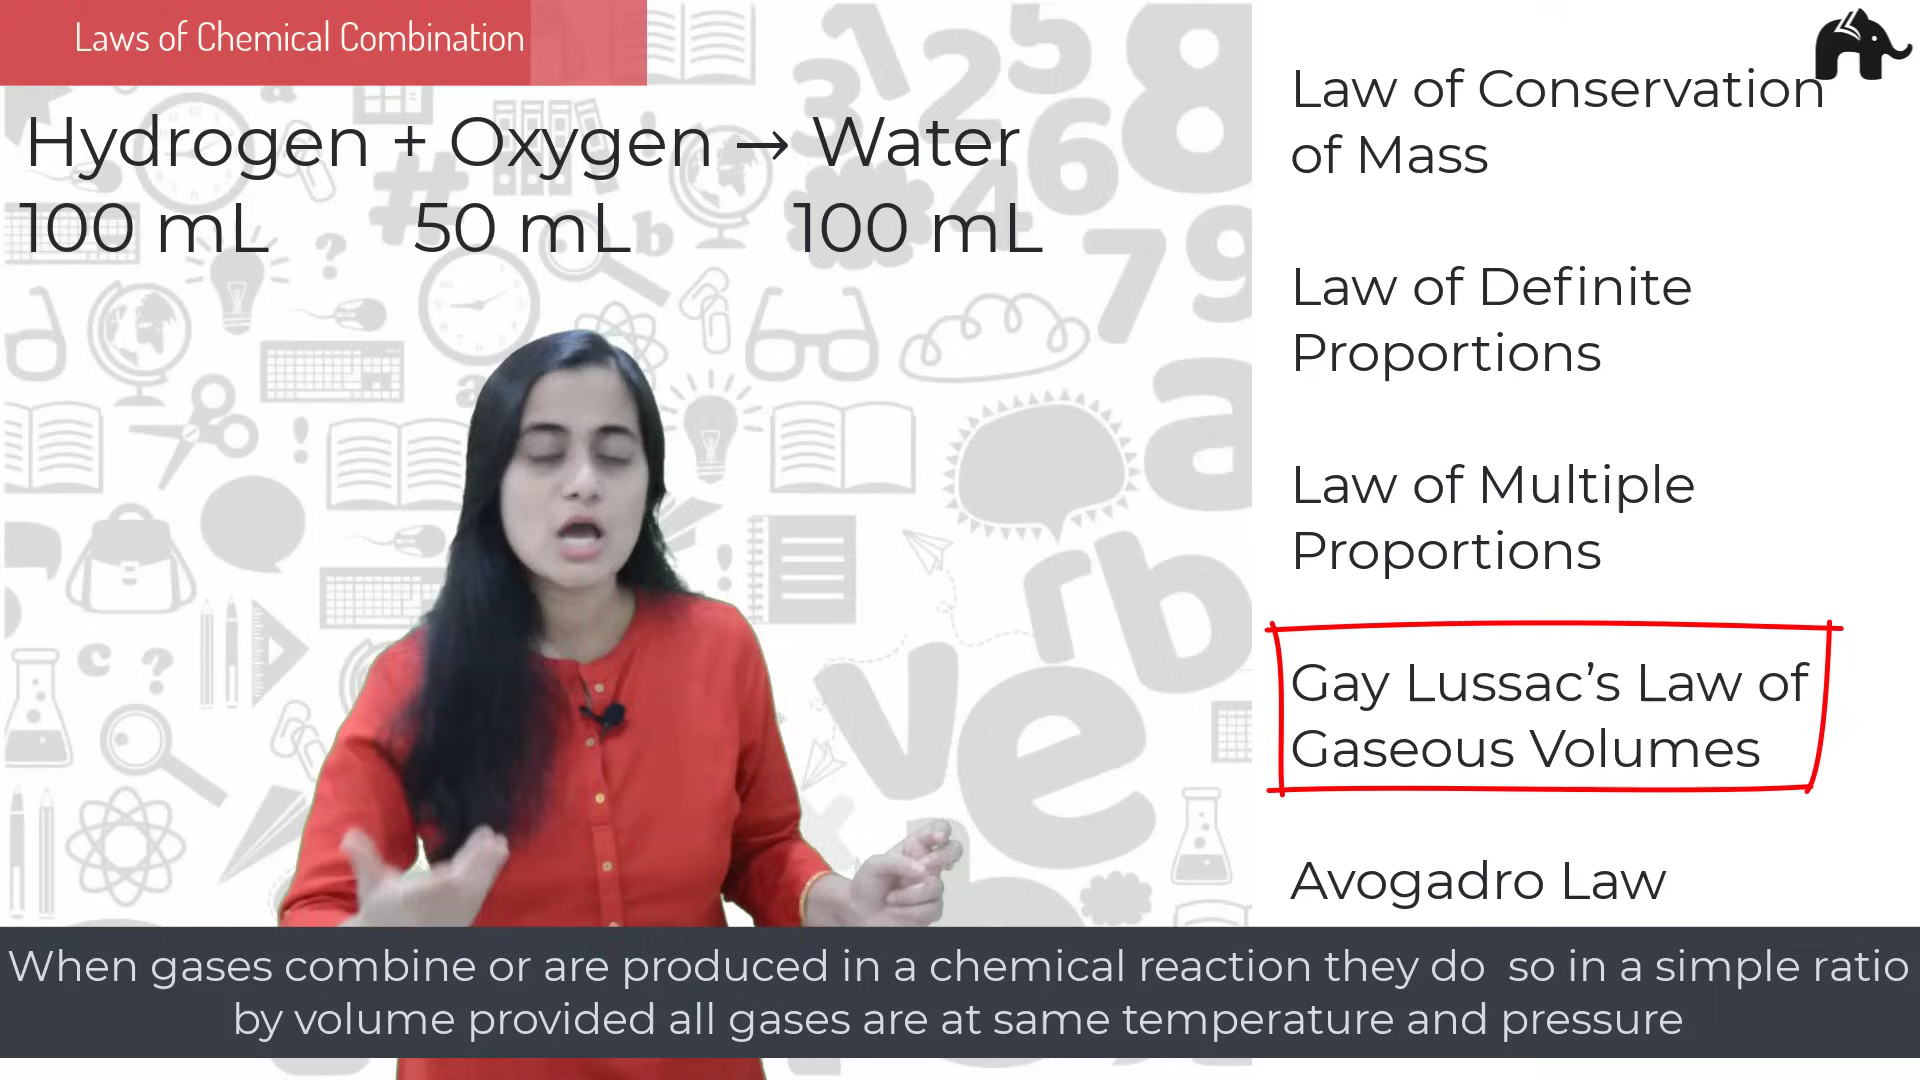 Laws of Chemical Combination
Hydrogen + Oxygen → Water
100 mL 50 mL 100 mL
Law of Conservation
of Mass
Law of Definite
Proportions
Law of Multiple
Proportions
Gay Lussac’s Law of
Gaseous Volumes
Avogadro Law
When gases combine or are produced in a chemical reaction they do so in a simple ratio
by volume provided all gases are at same temperature and pressure